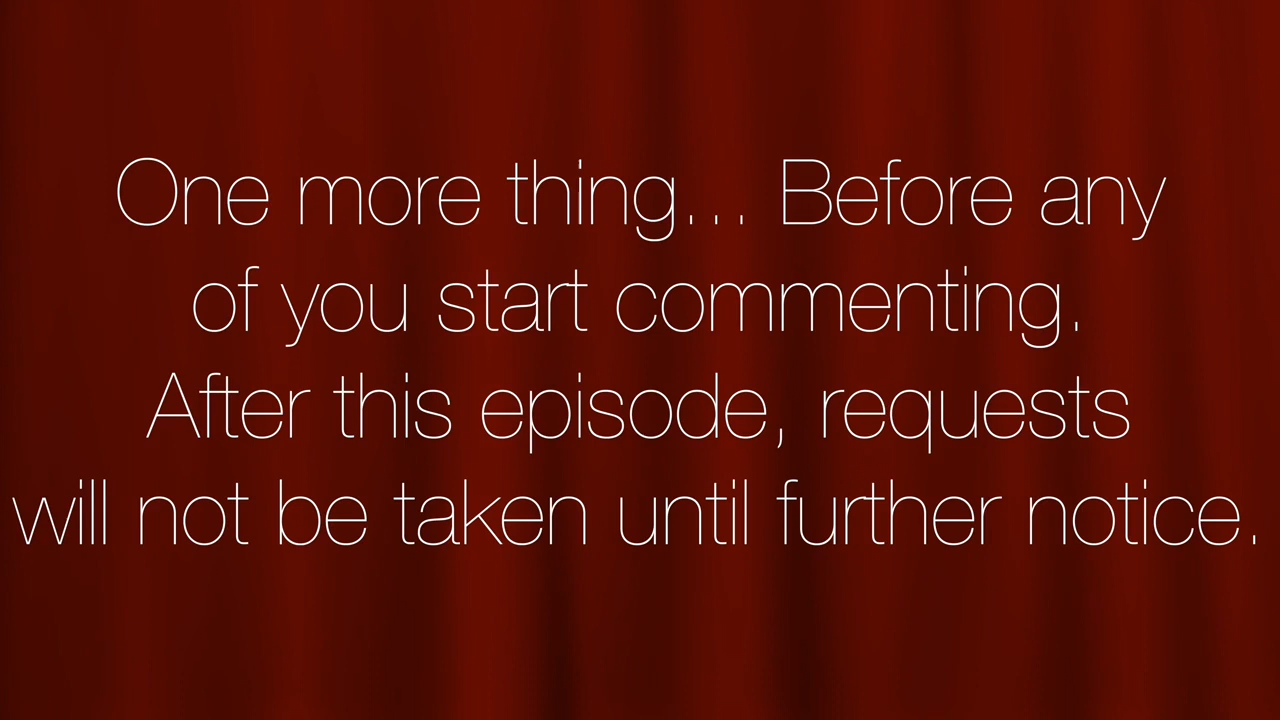 One more thing... Before any
of you start commenting.
After this episode, requests
will not be taken until further notice.